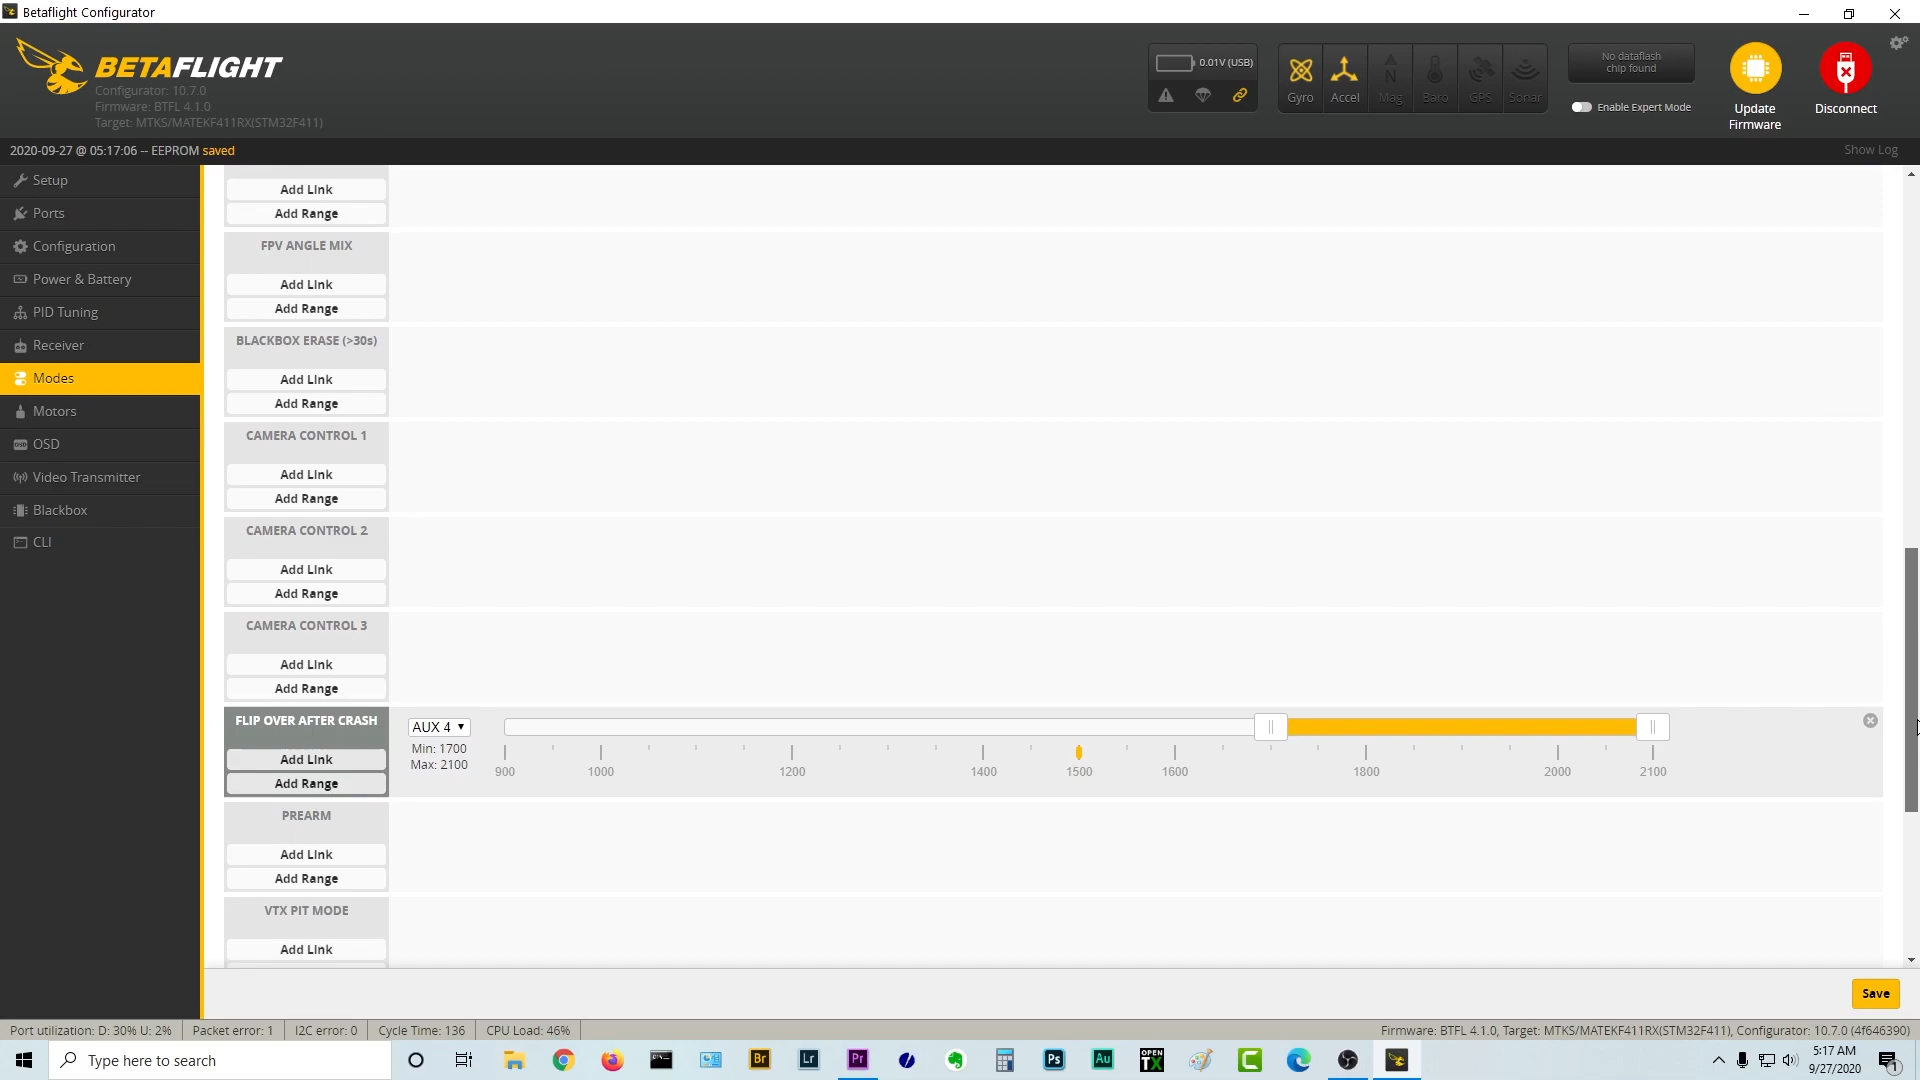 Betaflight Configurator
BETAFLIGHT
Configurator: 10.7.0
Firmware: BTFL 4.1.0
Target: MTKS/MATEKF411RX(STM32F411)
0.01V (USB)
Gyro
Accel
Mag
Baro
GPS
Sonar
No dataflash
chip found
Enable Expert Mode
Update
Firmware
Disconnect
2020-09-27 @ 05:17:06 -- EEPROM saved
Show Log
Setup
Ports
Configuration
Power & Battery
PID Tuning
Receiver
Modes
Motors
OSD
Video Transmitter
Blackbox
CLI
Add Link
Add Range
FPV ANGLE MIX
Add Link
Add Range
BLACKBOX ERASE (>30s)
Add Link
Add Range
CAMERA CONTROL 1
Add Link
Add Range
CAMERA CONTROL 2
Add Link
Add Range
CAMERA CONTROL 3
Add Link
Add Range
FLIP OVER AFTER CRASH
Add Link
Add Range
AUX 4
Min: 1700
Max: 2100
900 1000 1200 1400 1500 1600 1800 2000 2100
PREARM
Add Link
Add Range
VTX PIT MODE
Add Link
Save
Port utilization: D: 30% U: 2%
Packet error: 1
I2C error: 0
Cycle Time: 136
CPU Load: 46%
Firmware: BTFL 4.1.0, Target: MTKS/MATEKF411RX(STM32F411), Configurator: 10.7.0 (4f646390)
Type here to search
Br
Lr
Pr
Ps
Au
OPEN
TX
C
5:17 AM
9/27/2020
1